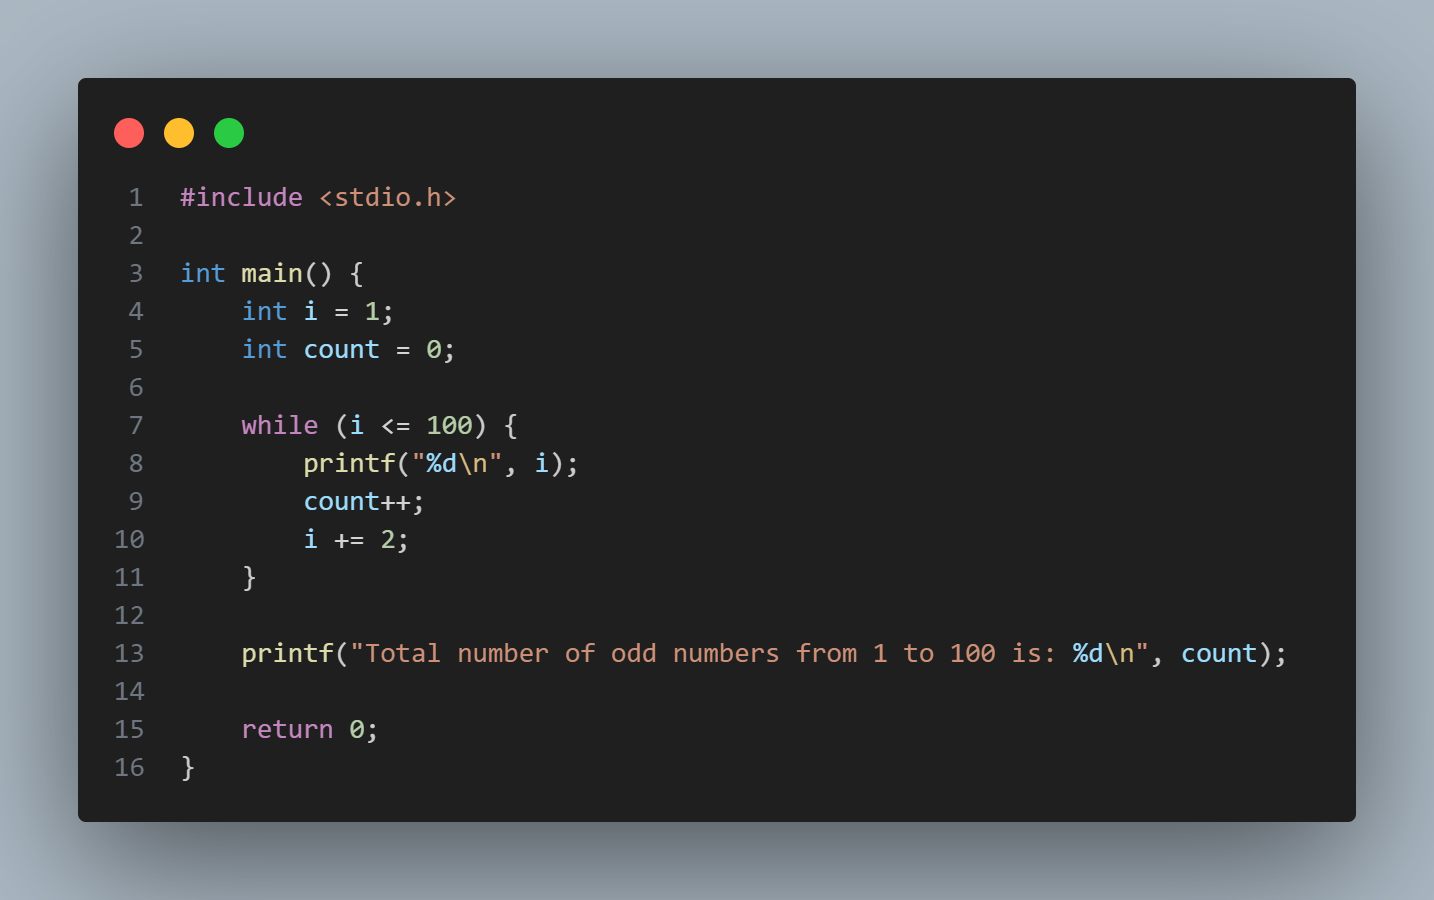 1 #include <stdio.h>
2
3 int main() {
4     int i = 1;
5     int count = 0;
6
7     while (i <= 100) {
8         printf("%d\n", i);
9         count++;
10         i += 2;
11     }
12
13     printf("Total number of odd numbers from 1 to 100 is: %d\n", count);
14
15     return 0;
16 }